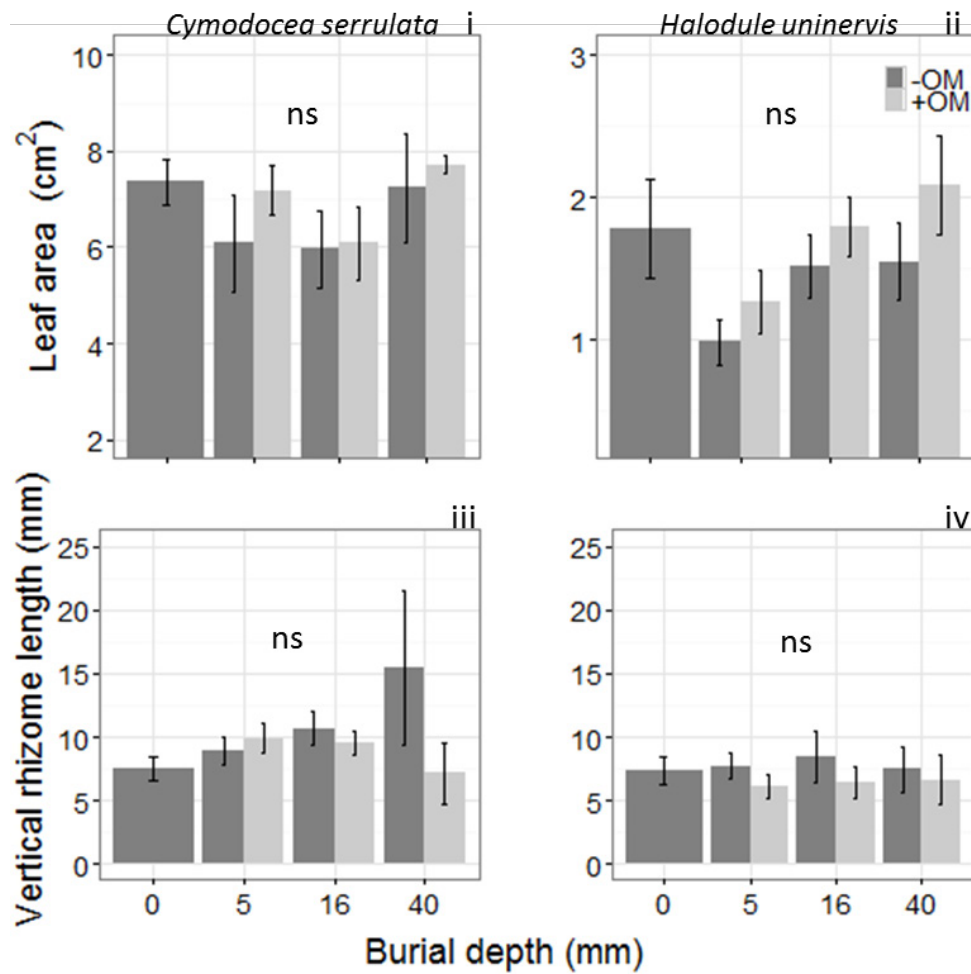 Cymodocea serrulata i
Halodule uninervis ii
Leaf area (cm²)
10
8
6
4
2
ns
3
2
1
ns
-OM
+OM
iii
iv
Vertical rhizome length (mm)
25
20
15
10
5
0
ns
0 5 16 40
25
20
15
10
5
0
ns
0 5 16 40
Burial depth (mm)